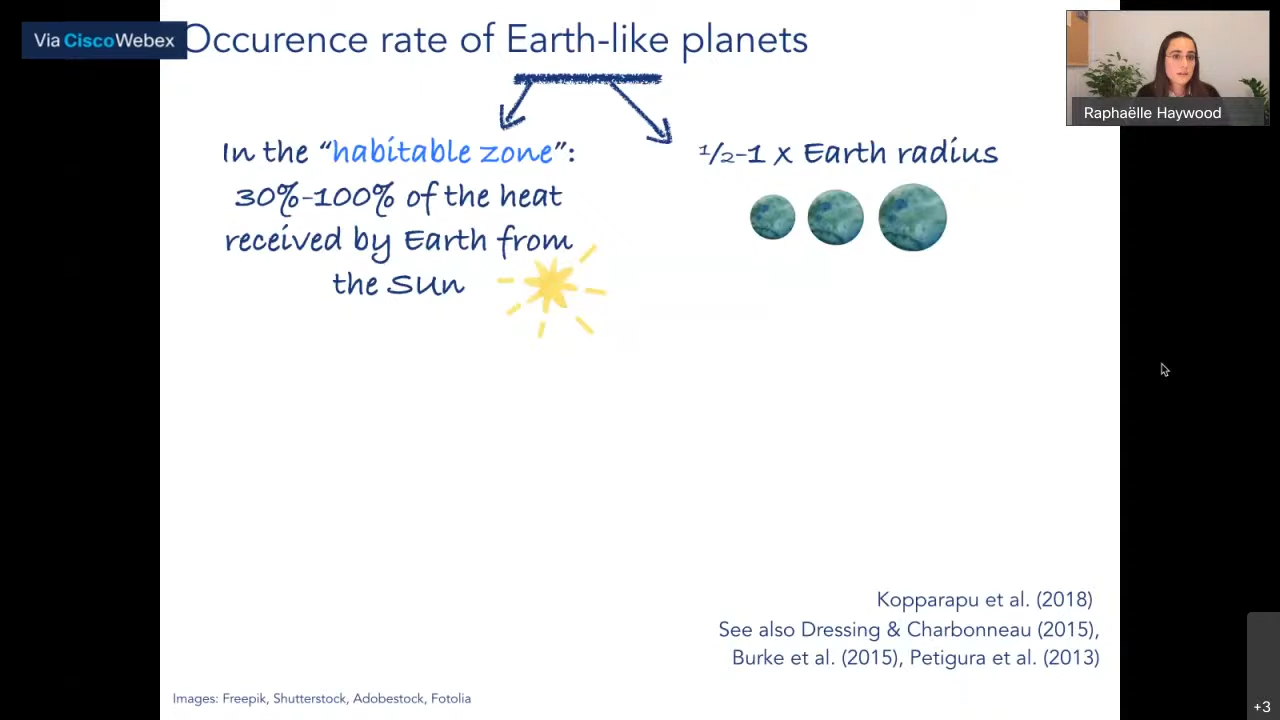 Via CiscoWebex
Occurence rate of Earth-like planets
Raphaëlle Haywood
In the “habitable zone”:
30%-100% of the heat
received by Earth from
the Sun
½-1 x Earth radius
Kopparapu et al. (2018)
See also Dressing & Charbonneau (2015),
Burke et al. (2015), Petigura et al. (2013)
Images: Freepik, Shutterstock, Adobestock, Fotolia
+3